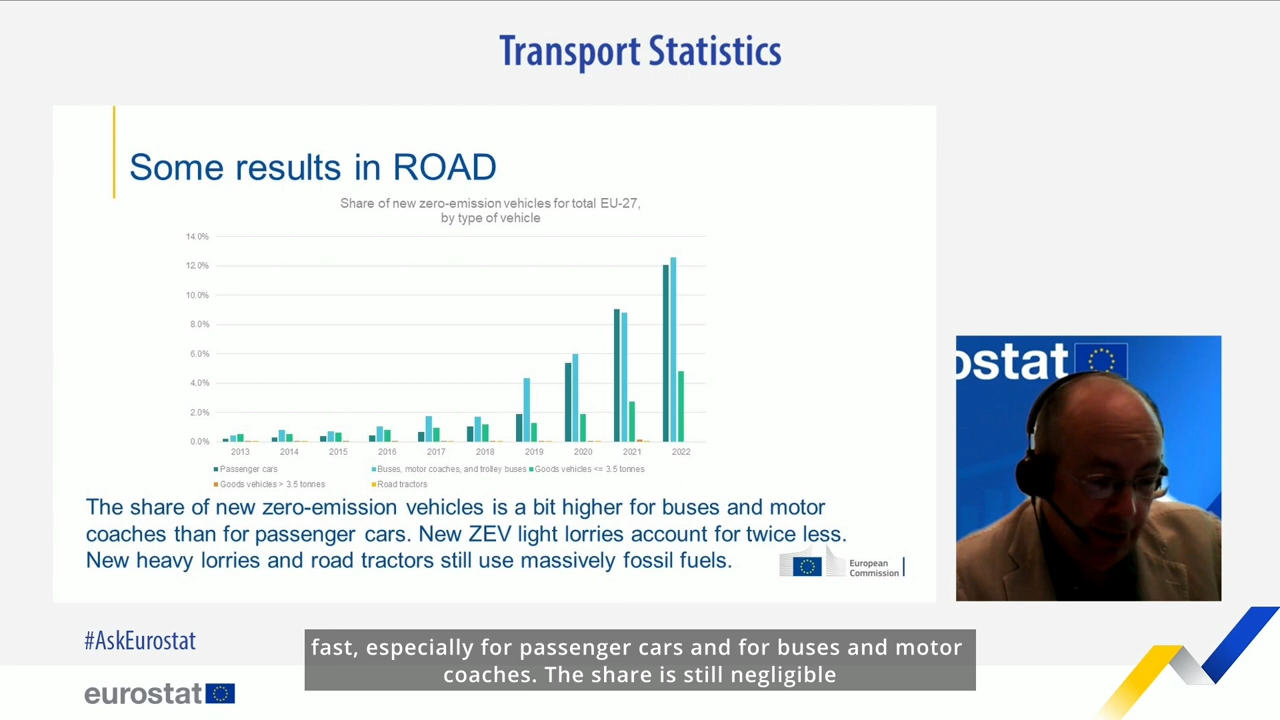 Transport Statistics
Some results in ROAD
Share of new zero-emission vehicles for total EU-27,
by type of vehicle
14.0%
12.0%
10.0%
8.0%
6.0%
4.0%
2.0%
0.0%
2013 2014 2015 2016 2017 2018 2019 2020 2021 2022
Passenger cars Buses, motor coaches, and trolley buses Goods vehicles <= 3.5 tonnes
Goods vehicles > 3.5 tonnes Road tractors
The share of new zero-emission vehicles is a bit higher for buses and motor
coaches than for passenger cars. New ZEV light lorries account for twice less.
New heavy lorries and road tractors still use massively fossil fuels.
European
Commission
ostat
#AskEurostat
fast, especially for passenger cars and for buses and motor
coaches. The share is still negligible
eurostat